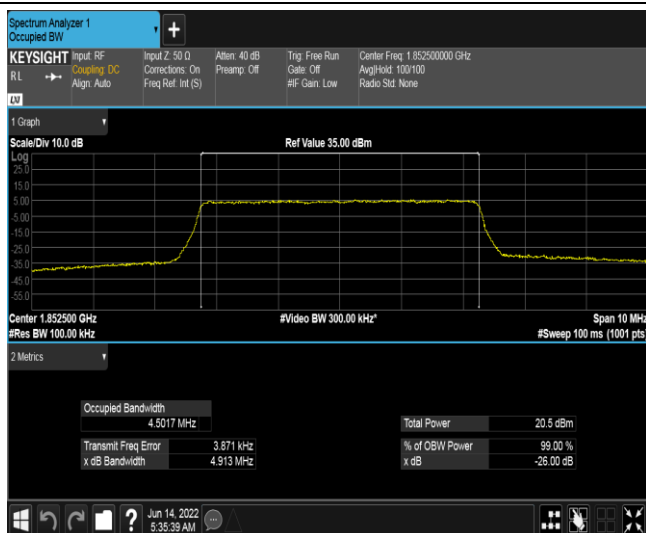 Spectrum Analyzer 1
Occupied BW
+
KEYSIGHT Input: RF Input Z: 50 Ω Atten: 40 dB Trig: Free Run Center Freq: 1.852500000 GHz
RL Coupling: DC Corrections: On Preamp: Off Gate: Off Avg|Hold: 100/100
Align: Auto Freq Ref: Int (S) #IF Gain: Low Radio Std: None
LXI
1 Graph
Scale/Div 10.0 dB Ref Value 35.00 dBm
Log
25.0
15.0
5.00
-5.00
-15.0
-25.0
-35.0
-45.0
-55.0
Center 1.852500 GHz #Video BW 300.00 kHz* Span 10 MHz
#Res BW 100.00 kHz #Sweep 100 ms (1001 pts)
2 Metrics
Occupied Bandwidth
4.5017 MHz Total Power 20.5 dBm
Transmit Freq Error 3.871 kHz % of OBW Power 99.00 %
x dB Bandwidth 4.913 MHz x dB -26.00 dB
? Jun 14, 2022
5:35:39 AM